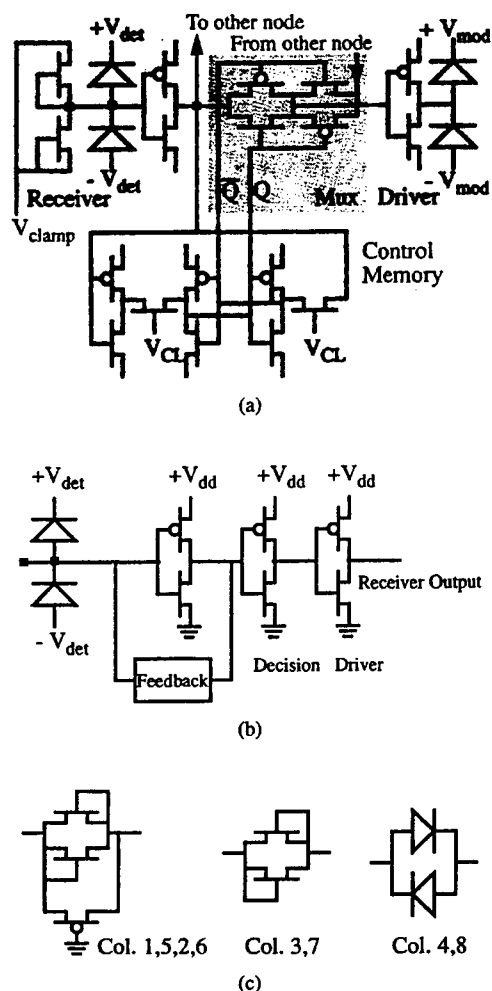 To other node
From other node
+V_det
+ V_mod
Receiver
- V_det
Q̅ Q
Mux
Driver
- V_mod
V_clamp
Control
Memory
V_CL
V_CL
(a)
+V_det
+V_dd
+V_dd
+V_dd
Receiver Output
- V_det
Feedback
Decision
Driver
(b)
Col. 1,5,2,6
Col. 3,7
Col. 4,8
(c)